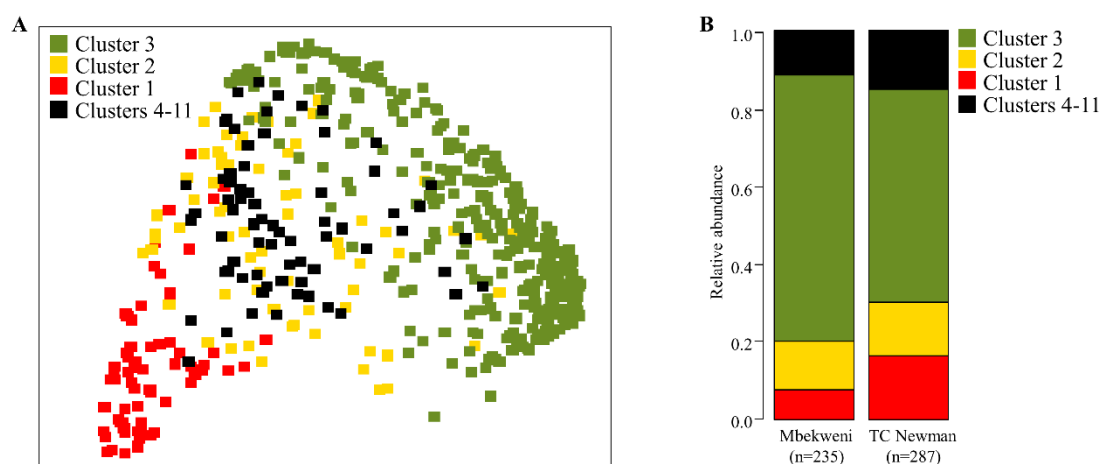 A
Cluster 3
Cluster 2
Cluster 1
Clusters 4-11
B
Relative abundance
1.0
0.8
0.6
0.4
0.2
0.0
Mbekweni
(n=235)
TC Newman
(n=287)
Cluster 3
Cluster 2
Cluster 1
Clusters 4-11